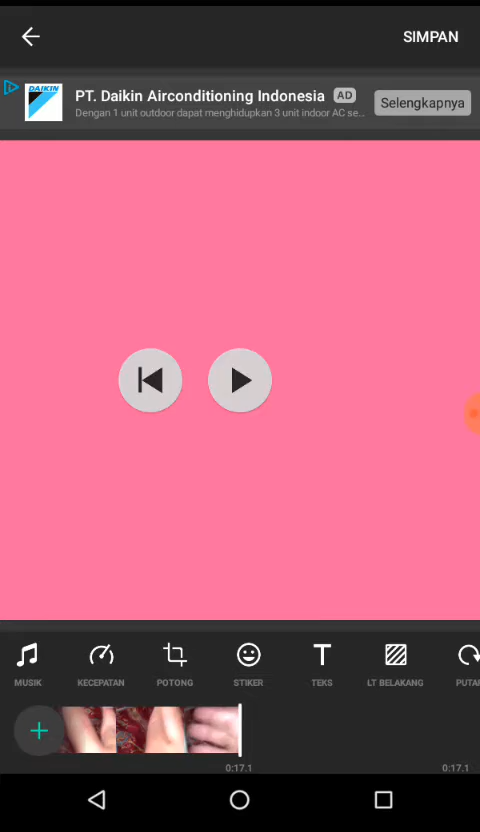 SIMPAN
DAIKIN
PT. Daikin Airconditioning Indonesia AD
Dengan 1 unit outdoor dapat menghidupkan 3 unit indoor AC se...
Selengkapnya
MUSIK KECEPATAN POTONG STIKER TEKS LT BELAKANG PUTAR
0:17.1 0:17.1